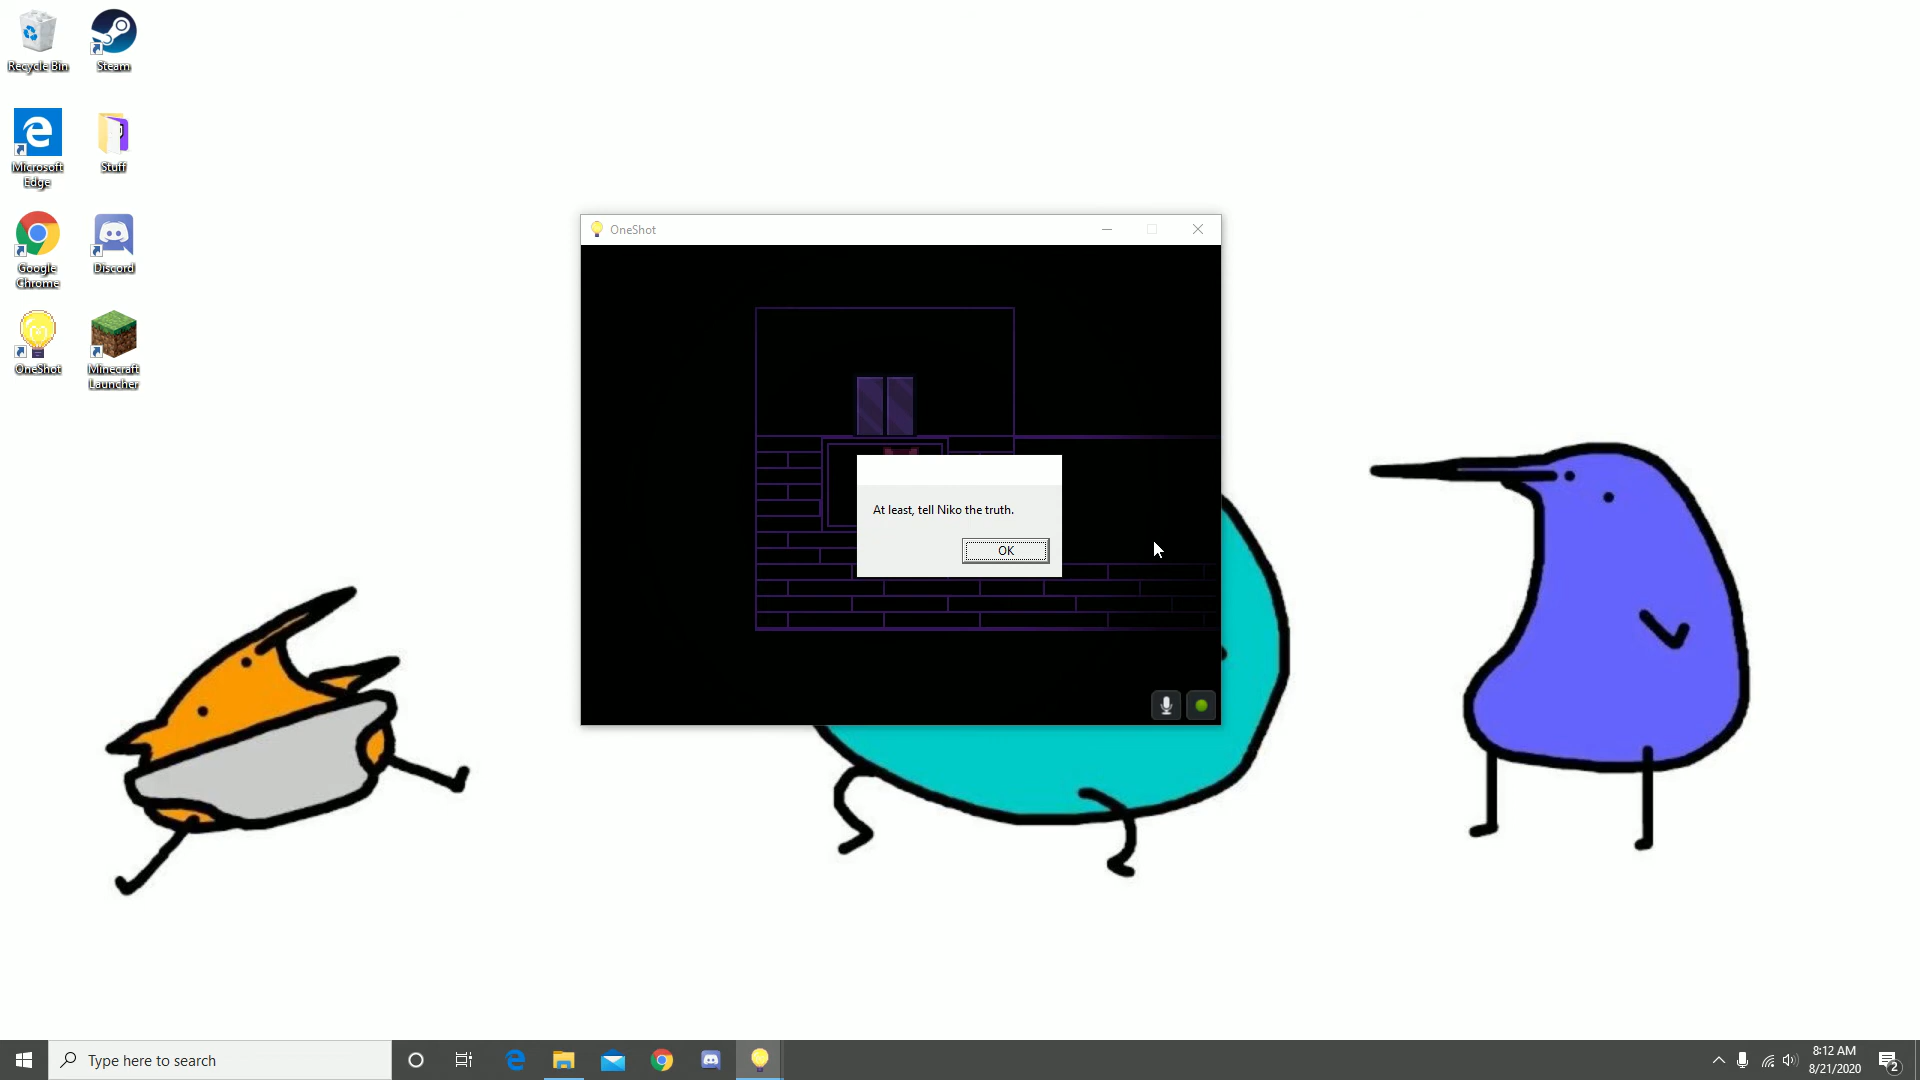 Recycle Bin
Steam
Microsoft
Edge
Stuff
Google
Chrome
Discord
OneShot
Minecraft
Launcher
OneShot
At least, tell Niko the truth.
OK
Type here to search
8:12 AM
8/21/2020
2